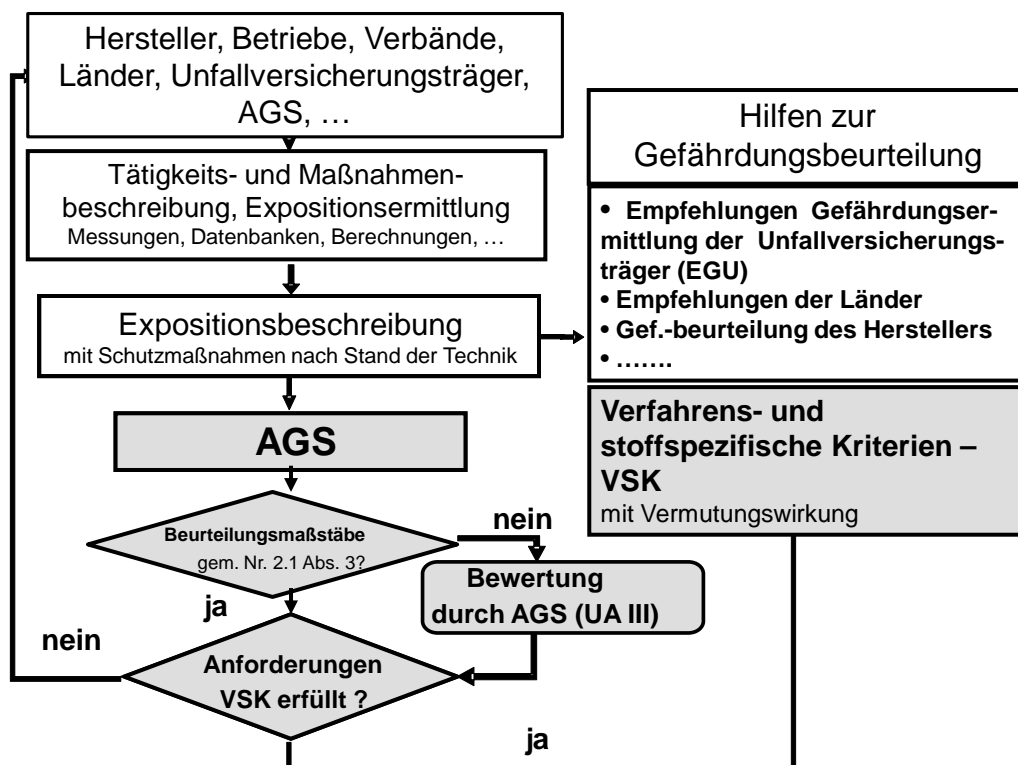 Hersteller, Betriebe, Verbände,
Länder, Unfallversicherungsträger,
AGS, …
Tätigkeits- und Maßnahmen-
beschreibung, Expositionsermittlung
Messungen, Datenbanken, Berechnungen, …
Expositionsbeschreibung
mit Schutzmaßnahmen nach Stand der Technik
Hilfen zur
Gefährdungsbeurteilung
• Empfehlungen Gefährdungser-
mittlung der Unfallversicherungs-
träger (EGU)
• Empfehlungen der Länder
• Gef.-beurteilung des Herstellers
• …….
Verfahrens- und
stoffspezifische Kriterien –
VSK
mit Vermutungswirkung
AGS
Beurteilungsmaßstäbe
gem. Nr. 2.1 Abs. 3?
nein
Bewertung
durch AGS (UA III)
ja
nein
Anforderungen
VSK erfüllt ?
ja